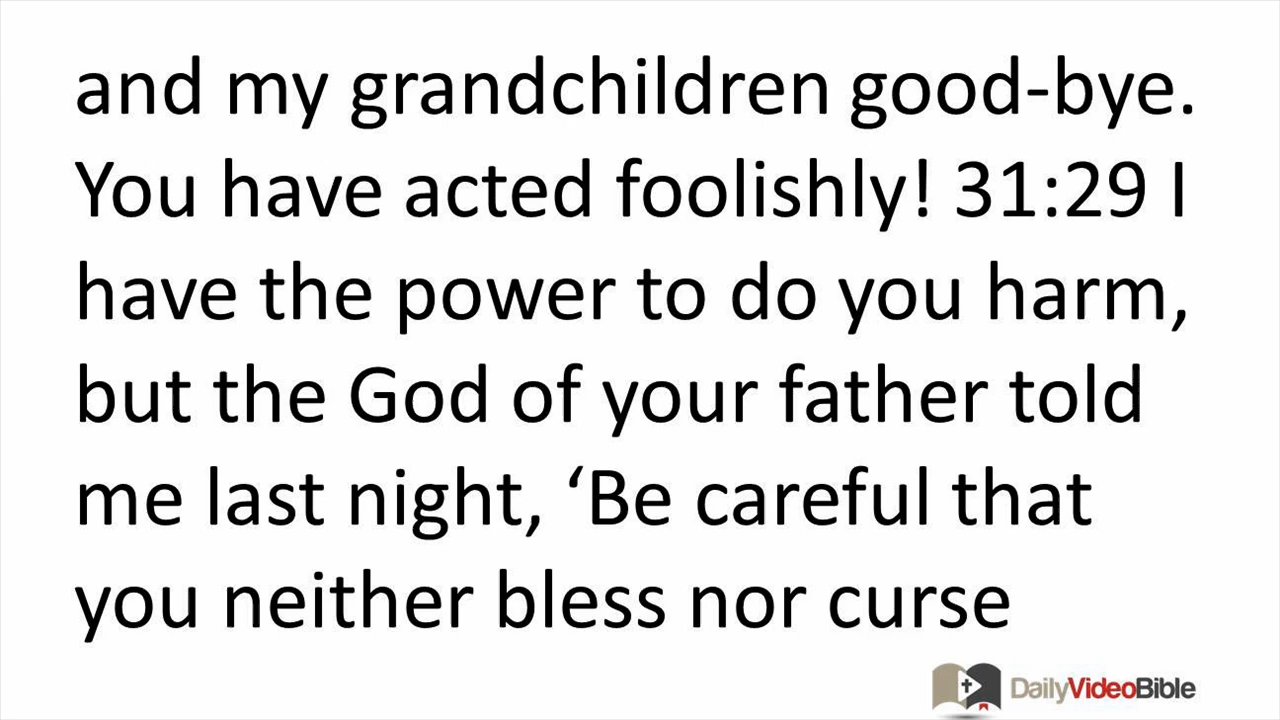 and my grandchildren good-bye.
You have acted foolishly! 31:29 I
have the power to do you harm,
but the God of your father told
me last night, ‘Be careful that
you neither bless nor curse
DailyVideoBible